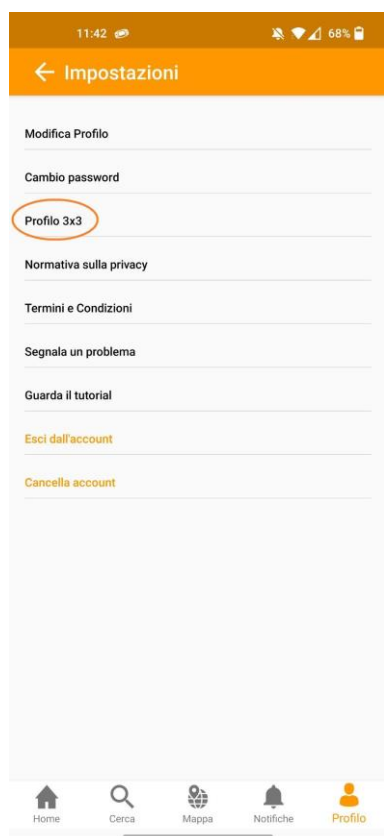 11:42 68%
Impostazioni
Modifica Profilo
Cambio password
Profilo 3x3
Normativa sulla privacy
Termini e Condizioni
Segnala un problema
Guarda il tutorial
Esci dall'account
Cancella account
Home Cerca Mappa Notifiche Profilo